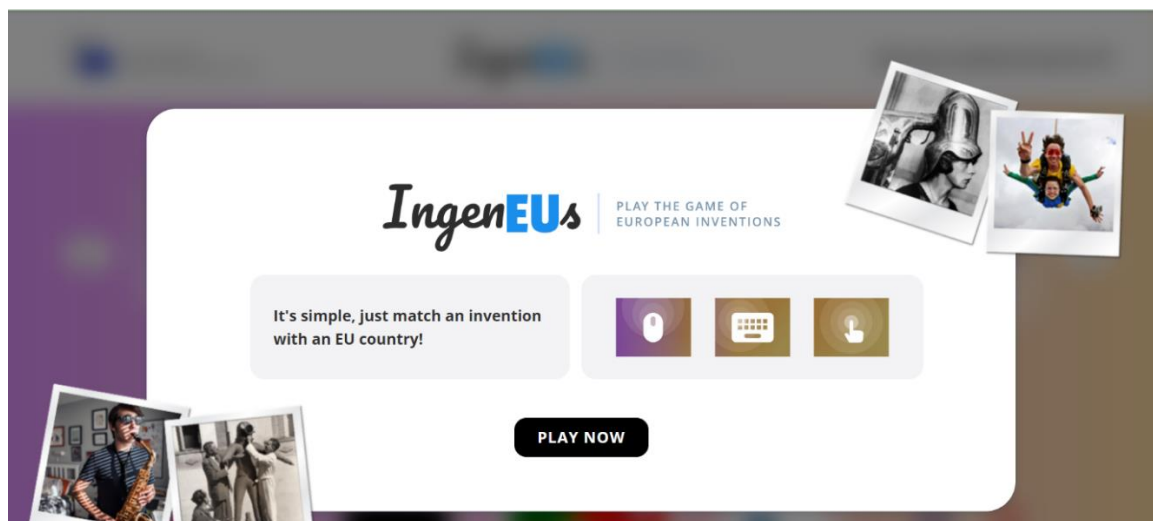 IngenEUs
PLAY THE GAME OF
EUROPEAN INVENTIONS
It's simple, just match an invention
with an EU country!
PLAY NOW